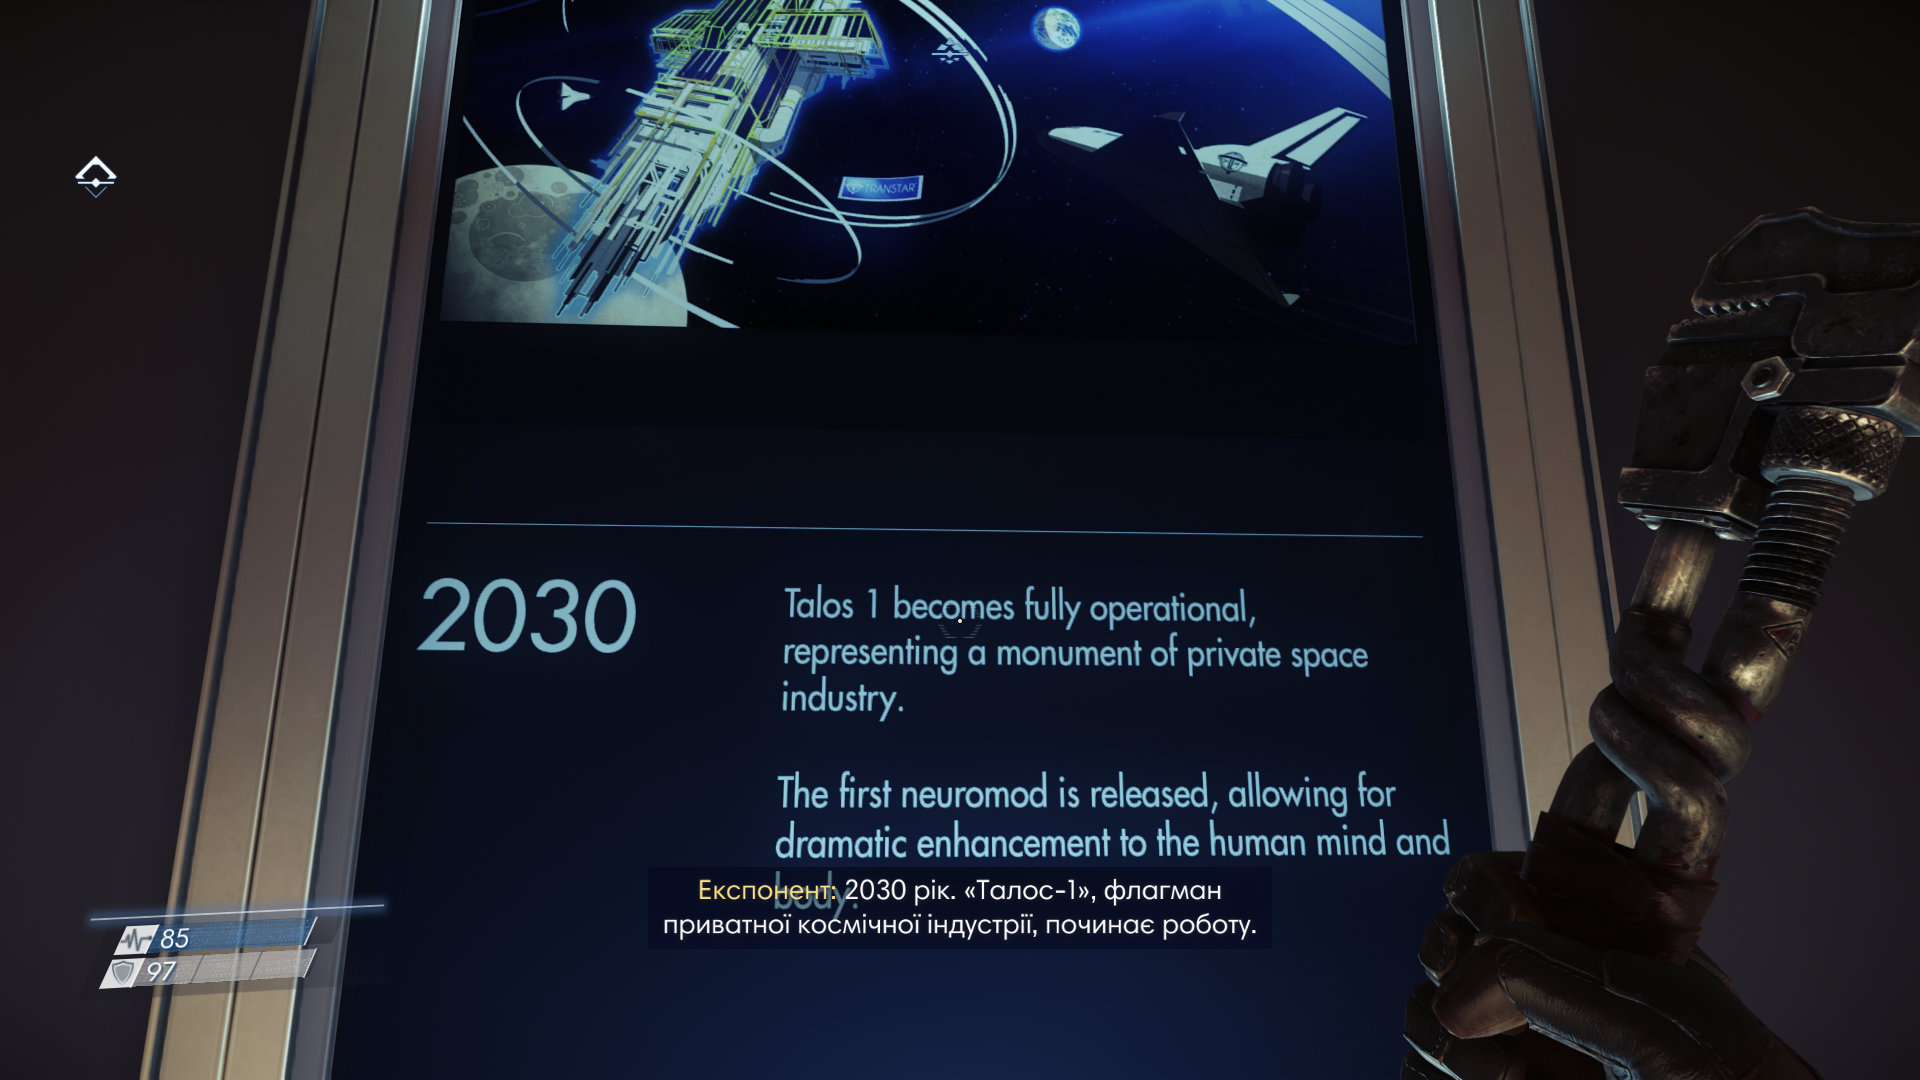 TRANSTAR
2030
Talos 1 becomes fully operational,
representing a monument of private space
industry.
The first neuromod is released, allowing for
dramatic enhancement to the human mind and
body.
Експонент: 2030 рік. «Талос-1», флагман
приватної космічної індустрії, починає роботу.
85
97